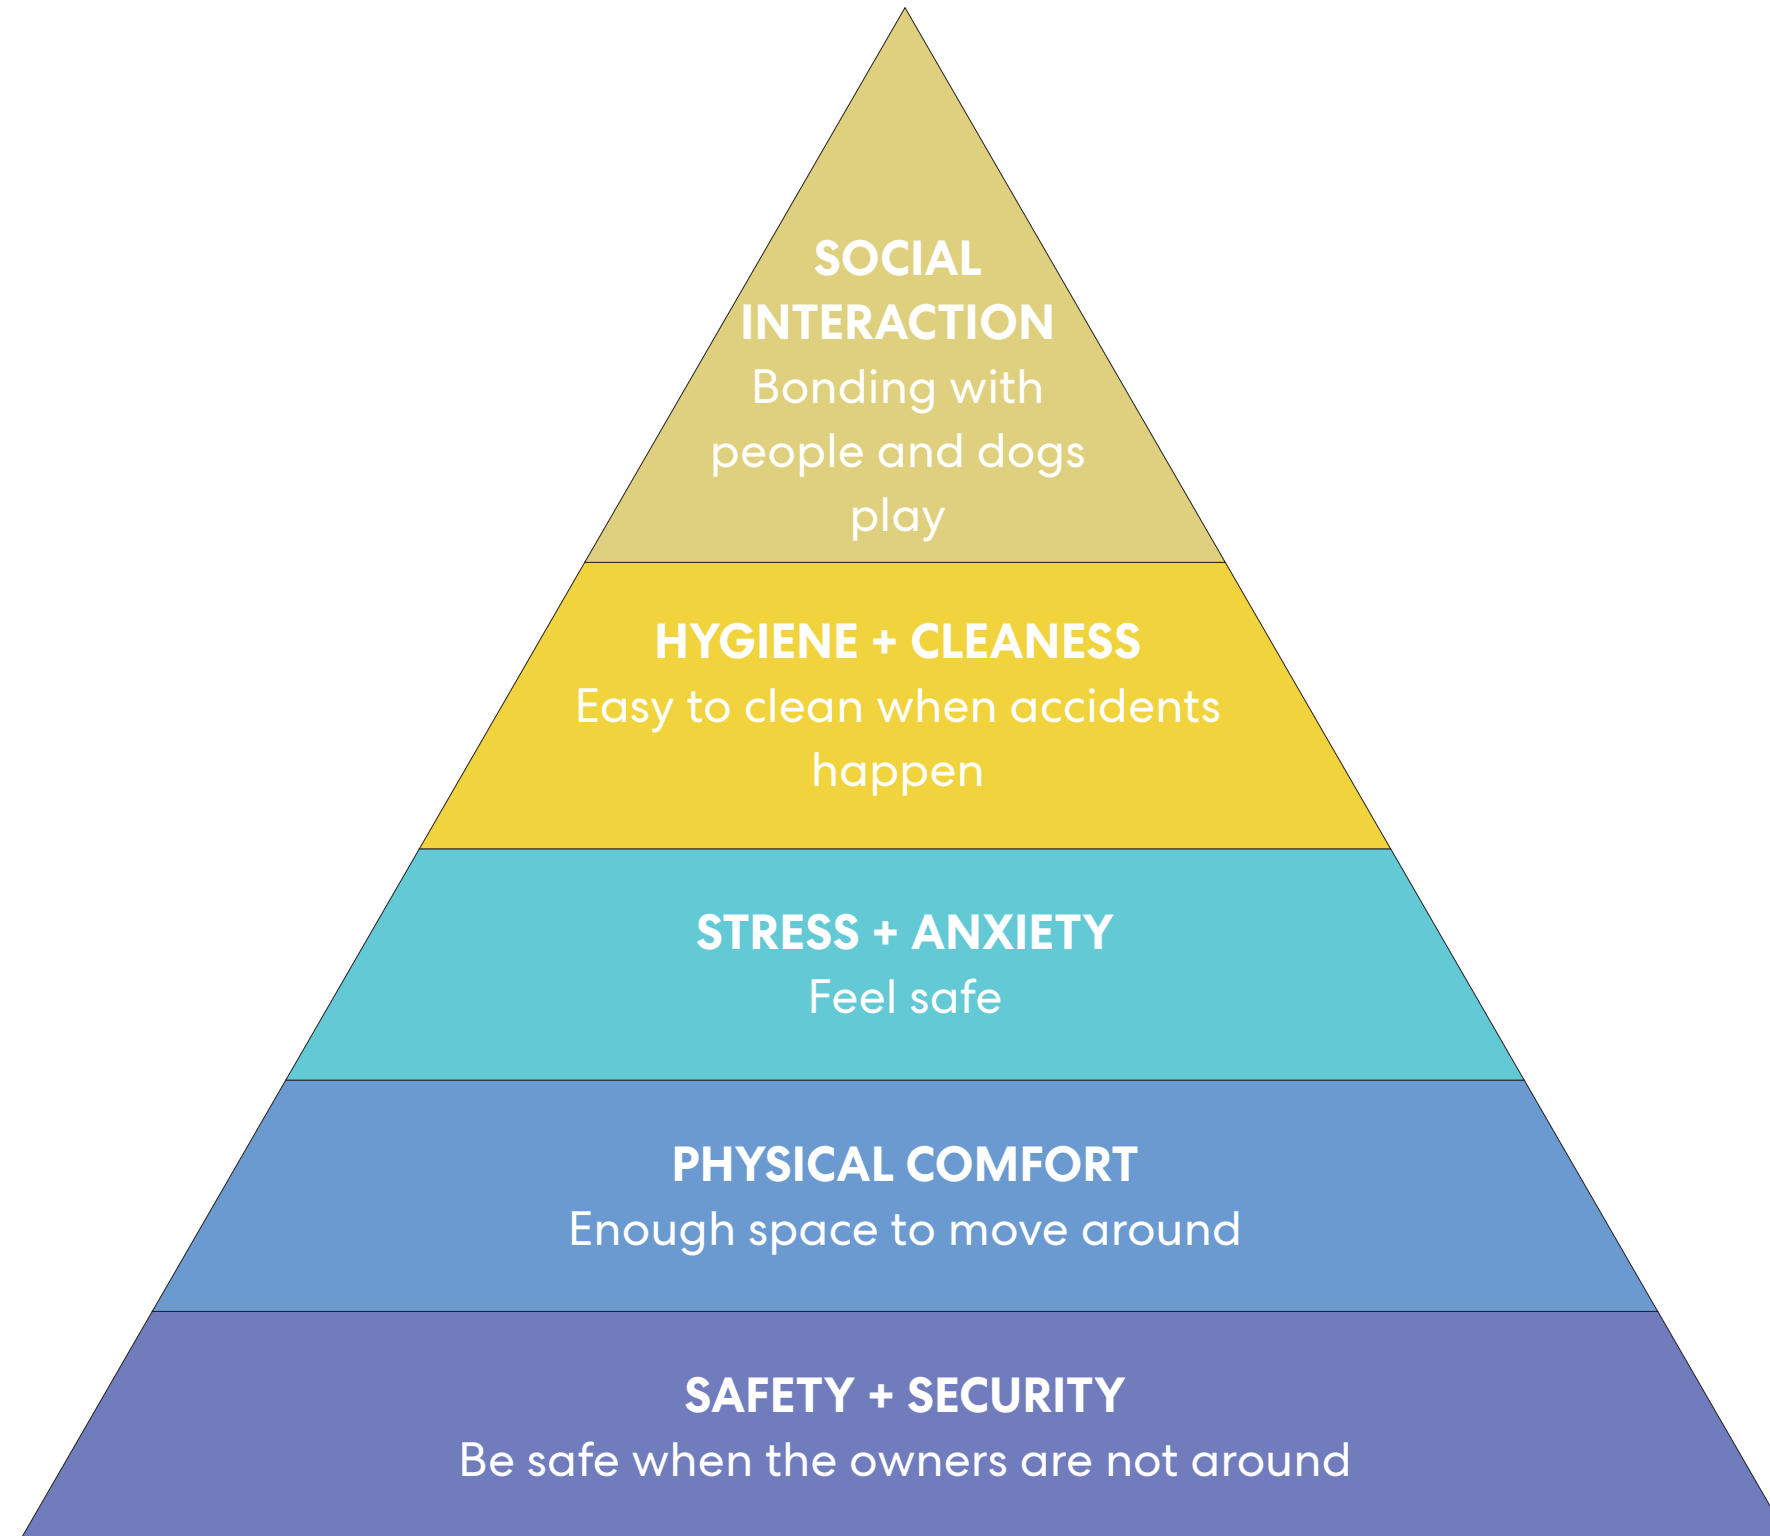 SOCIAL
INTERACTION
Bonding with
people and dogs
play
HYGIENE + CLEANESS
Easy to clean when accidents
happen
STRESS + ANXIETY
Feel safe
PHYSICAL COMFORT
Enough space to move around
SAFETY + SECURITY
Be safe when the owners are not around